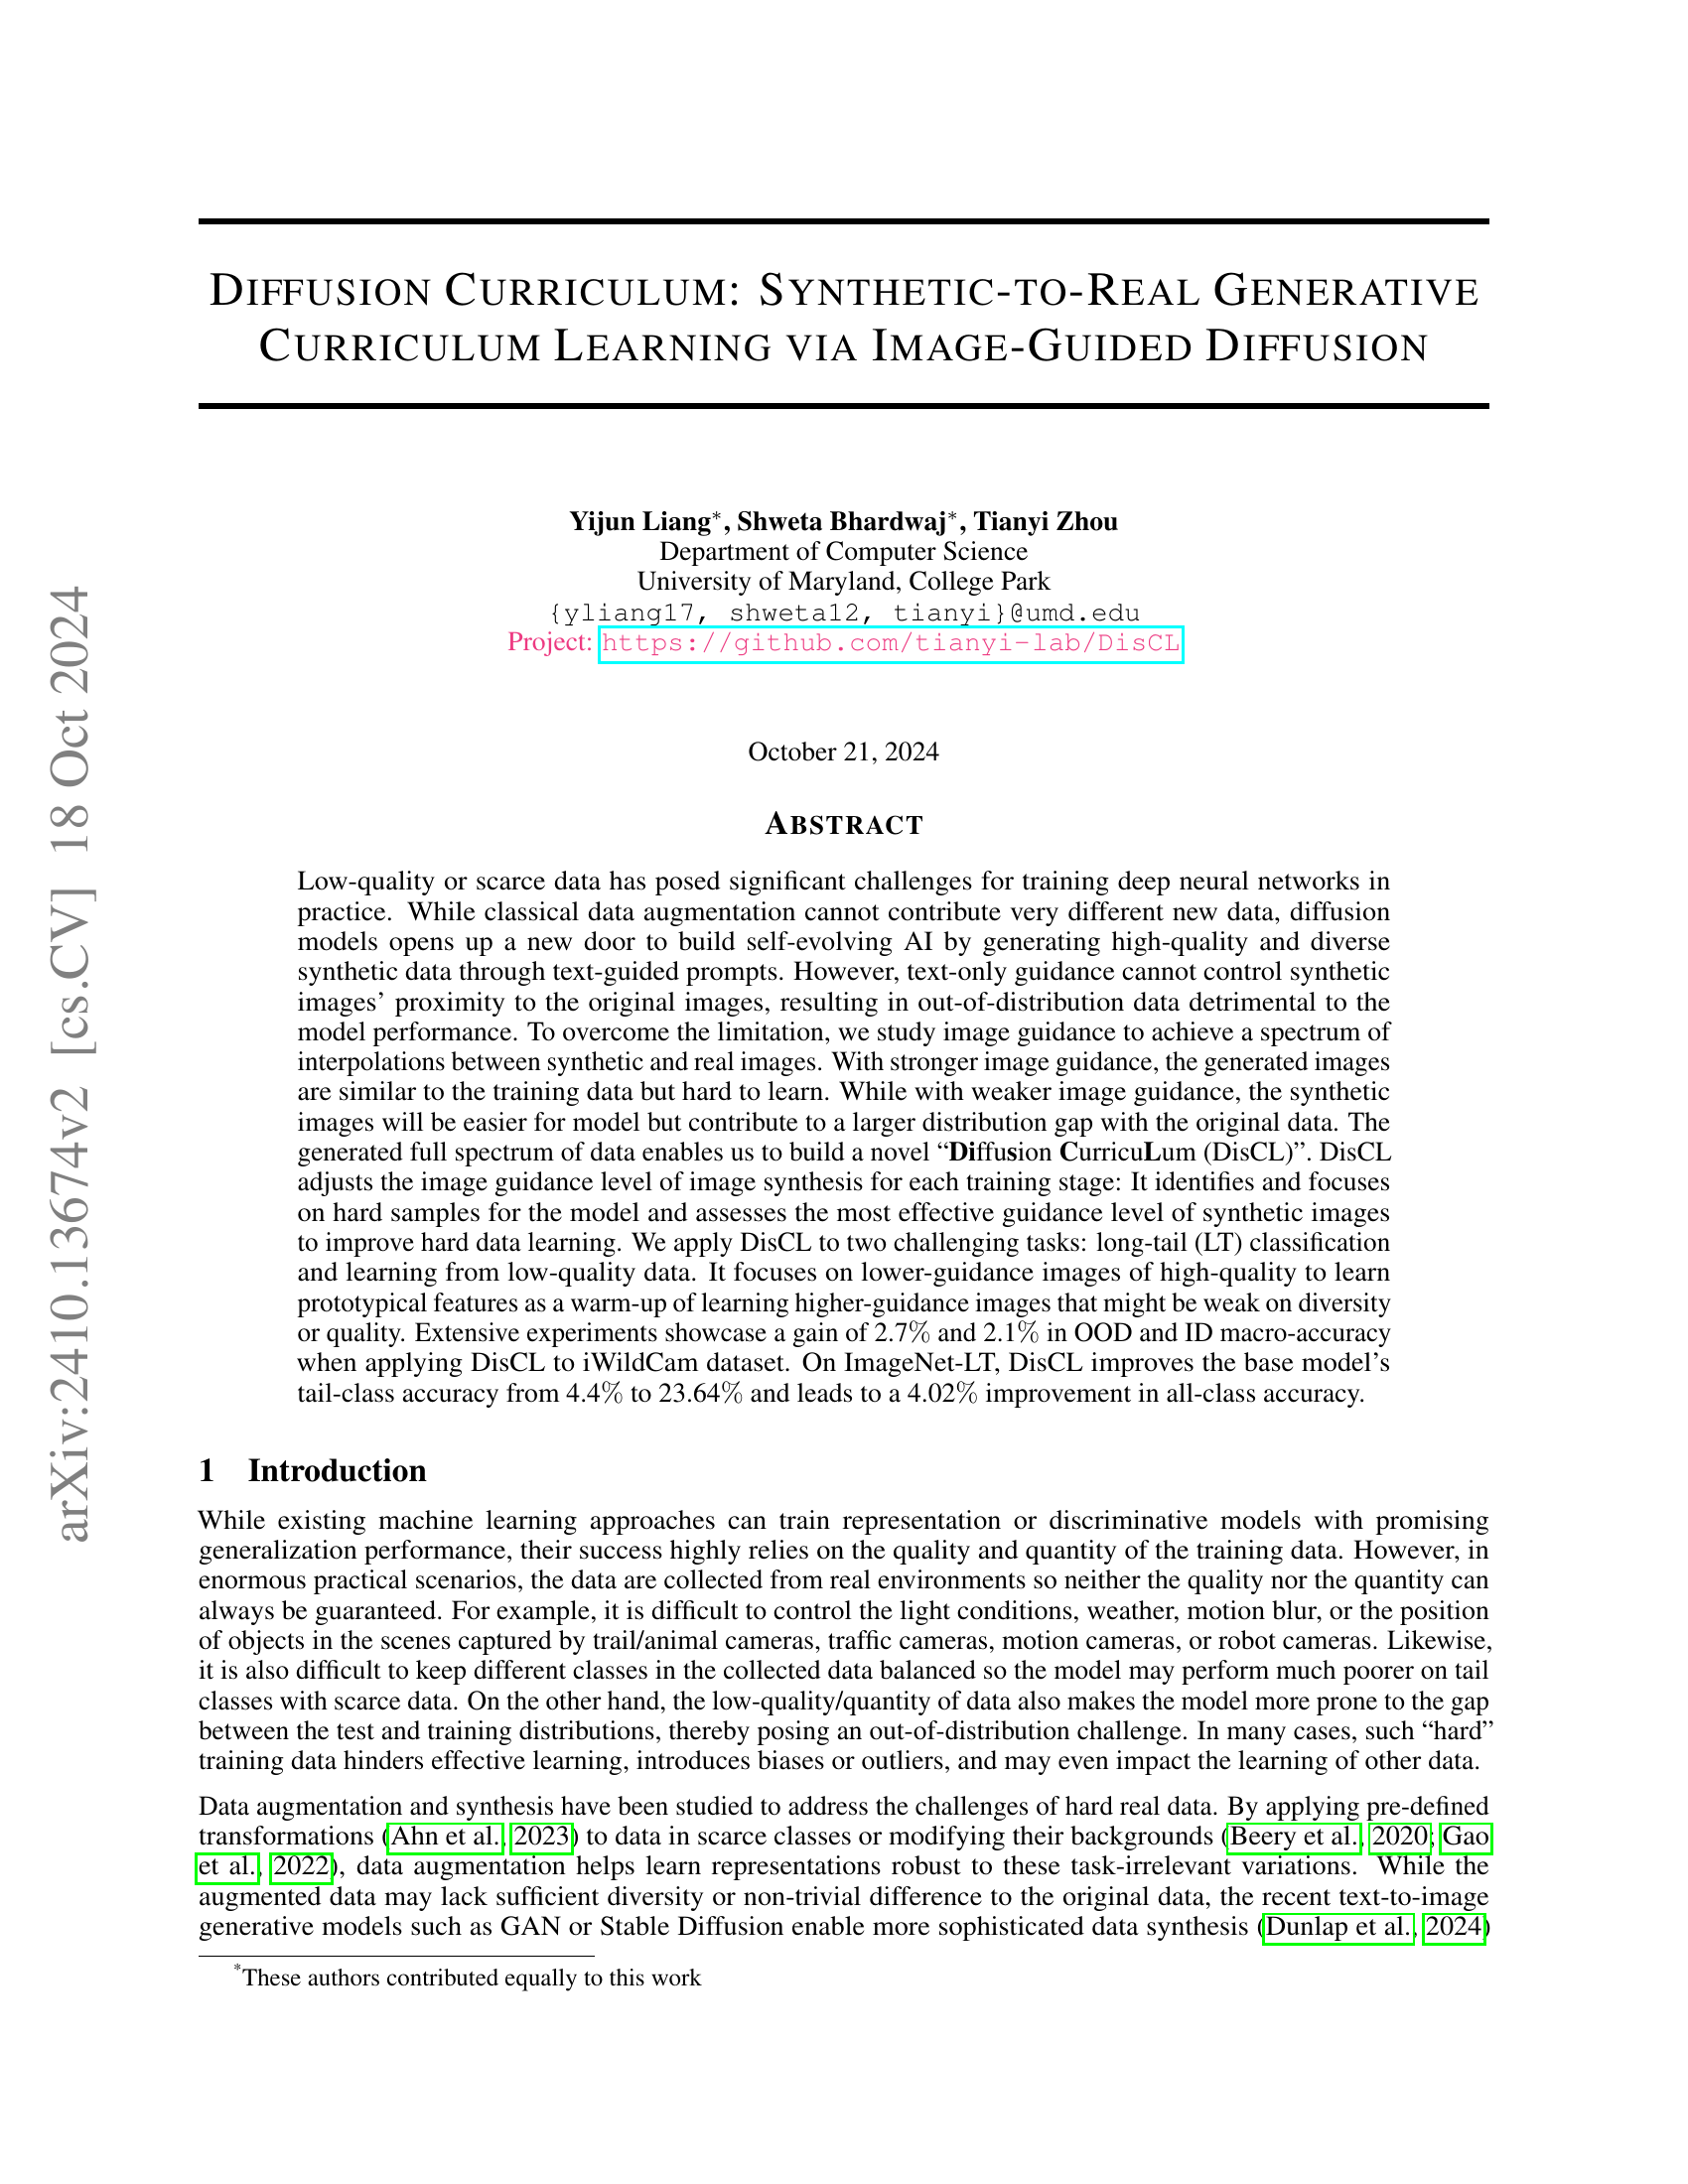 DIFFUSION CURRICULUM: SYNTHETIC-TO-REAL GENERATIVE
CURRICULUM LEARNING VIA IMAGE-GUIDED DIFFUSION
Yijun Liang*, Shweta Bhardwaj*, Tianyi Zhou
Department of Computer Science
University of Maryland, College Park
{yliang17, shweta12, tianyi}@umd.edu
Project: https://github.com/tianyi-lab/DisCL
October 21, 2024
ABSTRACT
Low-quality or scarce data has posed significant challenges for training deep neural networks in
practice. While classical data augmentation cannot contribute very different new data, diffusion
models opens up a new door to build self-evolving AI by generating high-quality and diverse
synthetic data through text-guided prompts. However, text-only guidance cannot control synthetic
images' proximity to the original images, resulting in out-of-distribution data detrimental to the
model performance. To overcome the limitation, we study image guidance to achieve a spectrum of
interpolations between synthetic and real images. With stronger image guidance, the generated images
are similar to the training data but hard to learn. While with weaker image guidance, the synthetic
images will be easier for model but contribute to a larger distribution gap with the original data. The
generated full spectrum of data enables us to build a novel “Diffusion CurricuLum (DisCL)”. DisCL
adjusts the image guidance level of image synthesis for each training stage: It identifies and focuses
on hard samples for the model and assesses the most effective guidance level of synthetic images
to improve hard data learning. We apply DisCL to two challenging tasks: long-tail (LT) classification
and learning from low-quality data. It focuses on lower-guidance images of high-quality to learn
prototypical features as a warm-up of learning higher-guidance images that might be weak on diversity
or quality. Extensive experiments showcase a gain of 2.7% and 2.1% in OOD and ID macro-accuracy
when applying DisCL to iWildCam dataset. On ImageNet-LT, DisCL improves the base model's
tail-class accuracy from 4.4% to 23.64% and leads to a 4.02% improvement in all-class accuracy.
1 Introduction
While existing machine learning approaches can train representation or discriminative models with promising
generalization performance, their success highly relies on the quality and quantity of the training data. However, in
enormous practical scenarios, the data are collected from real environments so neither the quality nor the quantity can
always be guaranteed. For example, it is difficult to control the light conditions, weather, motion blur, or the position
of objects in the scenes captured by trail/animal cameras, traffic cameras, motion cameras, or robot cameras. Likewise,
it is also difficult to keep different classes in the collected data balanced so the model may perform much poorer on tail
classes with scarce data. On the other hand, the low-quality/quantity of data also makes the model more prone to the gap
between the test and training distributions, thereby posing an out-of-distribution challenge. In many cases, such “hard”
training data hinders effective learning, introduces biases or outliers, and may even impact the learning of other data.
Data augmentation and synthesis have been studied to address the challenges of hard real data. By applying pre-defined
transformations (Ahn et al., 2023) to data in scarce classes or modifying their backgrounds (Beery et al., 2020; Gao
et al., 2022), data augmentation helps learn representations robust to these task-irrelevant variations. While the
augmented data may lack sufficient diversity or non-trivial difference to the original data, the recent text-to-image
generative models such as GAN or Stable Diffusion enable more sophisticated data synthesis (Dunlap et al., 2024)
*These authors contributed equally to this work
arXiv:2410.13674v2 [cs.CV] 18 Oct 2024